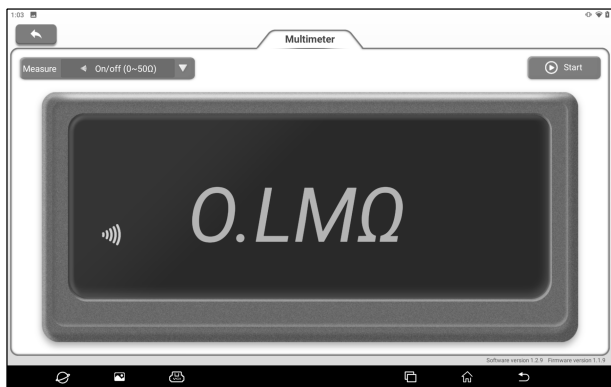 1:03
Multimeter
Measure On/off (0~50Ω) Start
O.LMΩ
Software version 1.2.9 Firmware version 1.1.9